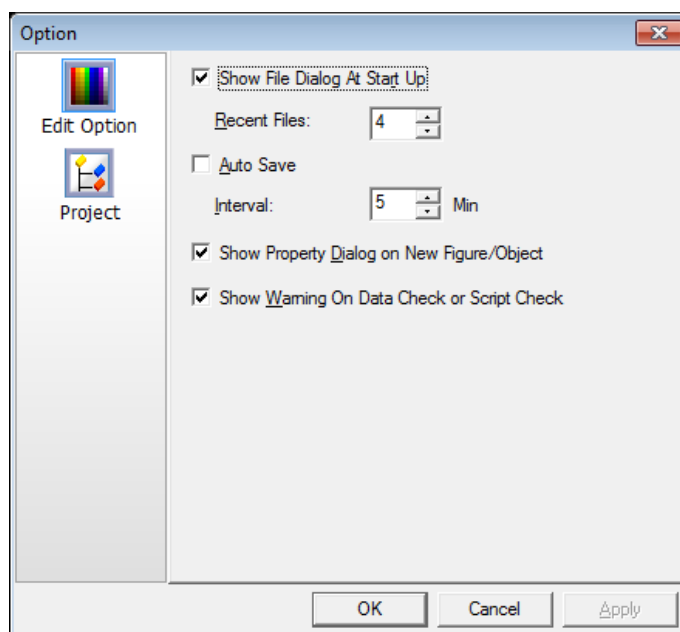 Option
Edit Option
Project
Show File Dialog At Start Up
Recent Files: 4
Auto Save
Interval: 5 Min
Show Property Dialog on New Figure/Object
Show Warning On Data Check or Script Check
OK Cancel Apply